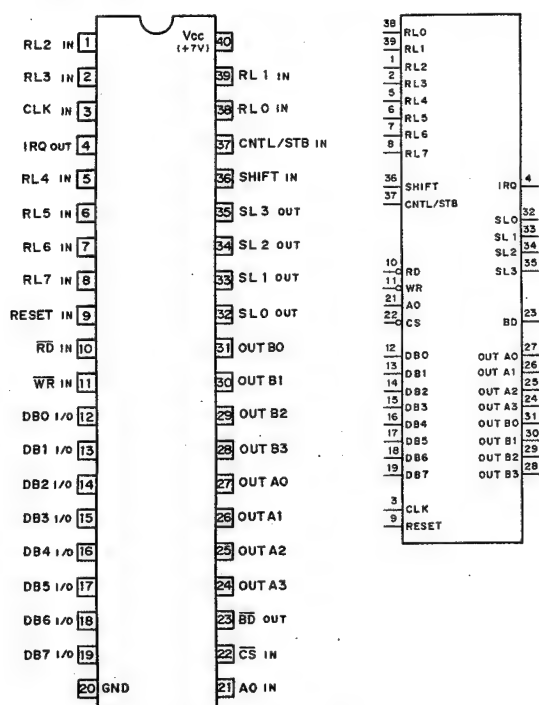 RL2 IN 1
Vcc 40
(+7V)
RL3 IN 2
39 RL1 IN
CLK IN 3
38 RL0 IN
IRQ OUT 4
37 CNTL/STB IN
RL4 IN 5
36 SHIFT IN
RL5 IN 6
35 SL3 OUT
RL6 IN 7
34 SL2 OUT
RL7 IN 8
33 SL1 OUT
RESET IN 9
32 SL0 OUT
RD IN 10
31 OUT B0
WR IN 11
30 OUT B1
DB0 I/O 12
29 OUT B2
DB1 I/O 13
28 OUT B3
DB2 I/O 14
27 OUT A0
DB3 I/O 15
26 OUT A1
DB4 I/O 16
25 OUT A2
DB5 I/O 17
24 OUT A3
DB6 I/O 18
23 BD OUT
DB7 I/O 19
22 CS IN
20 GND
21 A0 IN
38 RL0
39 RL1
1 RL2
2 RL3
5 RL4
6 RL5
7 RL6
8 RL7
36 SHIFT
IRQ 4
37 CNTL/STB
SL0 32
SL1 33
SL2 34
SL3 35
10 RD
11 WR
21 A0
22 CS
BD 23
12 DB0
OUT A0 27
13 DB1
OUT A1 26
14 DB2
OUT A2 25
15 DB3
OUT A3 24
16 DB4
OUT B0 31
17 DB5
OUT B1 30
18 DB6
OUT B2 29
19 DB7
OUT B3 28
3 CLK
9 RESET